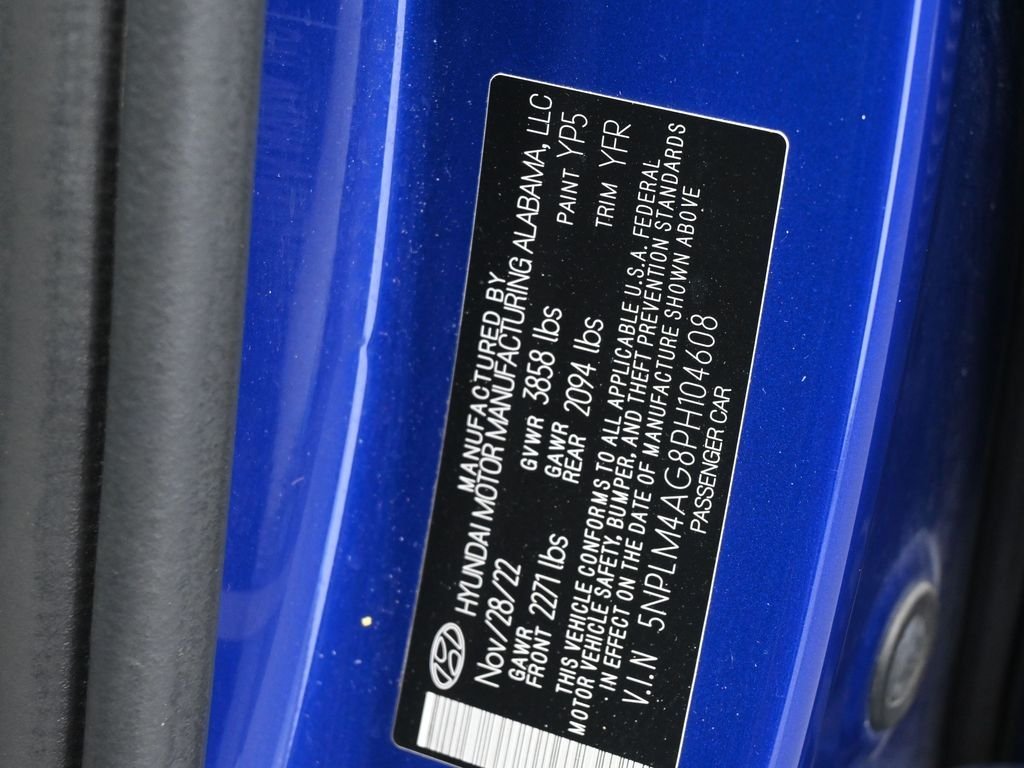 MANUFACTURED BY
HYUNDAI MOTOR MANUFACTURING ALABAMA, LLC
Nov/28/22 GVWR 3858 lbs PAINT YP5
GAWR FRONT 2271 lbs GAWR REAR 2094 lbs TRIM YFR
THIS VEHICLE CONFORMS TO ALL APPLICABLE U.S.A. FEDERAL
MOTOR VEHICLE SAFETY, BUMPER, AND THEFT PREVENTION STANDARDS
IN EFFECT ON THE DATE OF MANUFACTURE SHOWN ABOVE
V.I.N 5NPLM4AG8PH104608
PASSENGER CAR